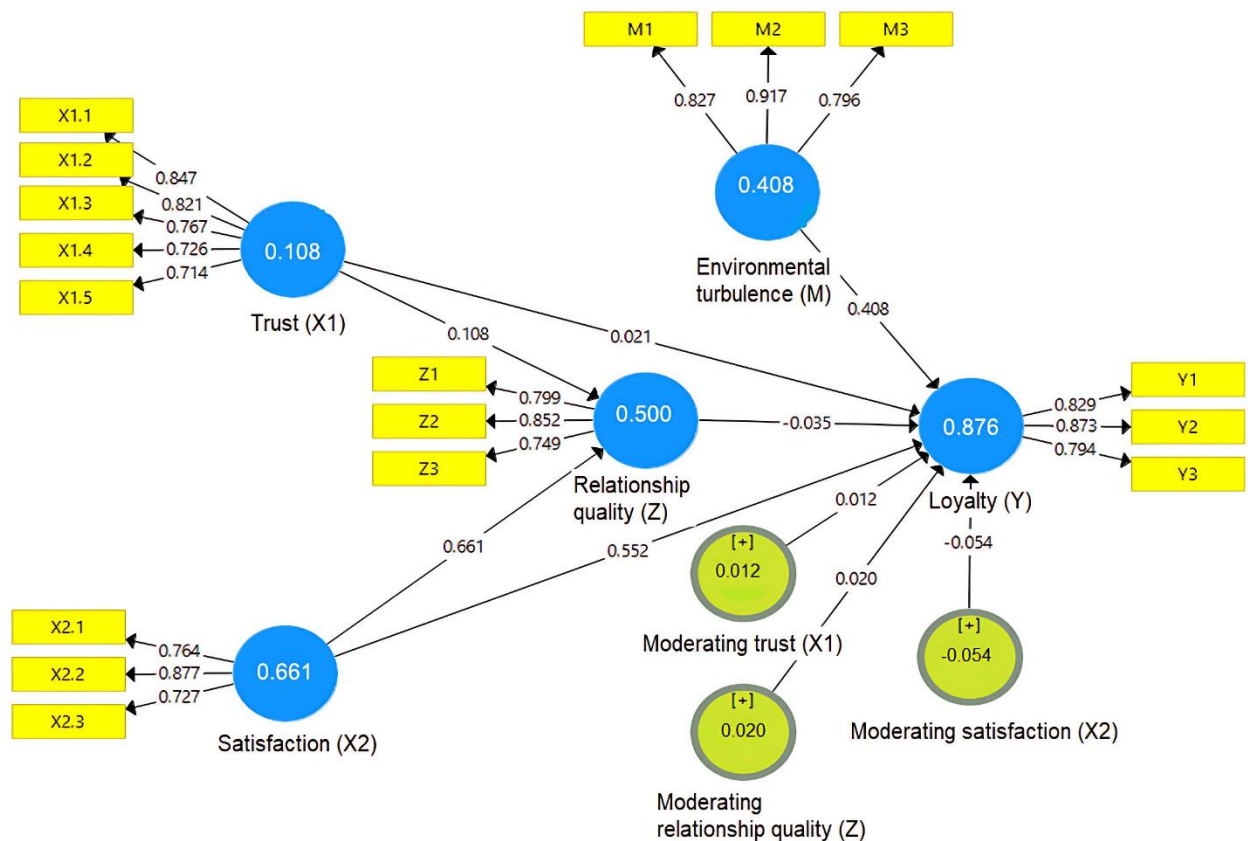 M1
M2
M3
0.827
0.917
0.796
0.408
Environmental
turbulence (M)
0.408
X1.1
X1.2
X1.3
X1.4
X1.5
0.847
0.821
0.767
0.726
0.714
0.108
Trust (X1)
0.108
0.021
Z1
Z2
Z3
0.799
0.852
0.749
0.500
Relationship
quality (Z)
-0.035
0.876
Loyalty (Y)
0.829
0.873
0.794
Y1
Y2
Y3
0.661
0.552
0.012
0.020
-0.054
X2.1
X2.2
X2.3
0.764
0.877
0.727
0.661
Satisfaction (X2)
[+]
0.012
Moderating trust (X1)
[+]
-0.054
Moderating satisfaction (X2)
[+]
0.020
Moderating
relationship quality (Z)